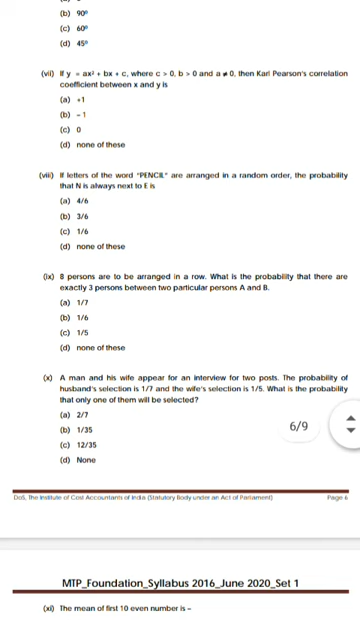 (b) 90⁰
(c) 60⁰
(d) 45⁰
(vii) If y = ax² + bx + c, where c > 0, b > 0 and a ≠ 0, then Karl Pearson's correlation
coefficient between x and y is
(a) +1
(b) - 1
(c) 0
(d) none of these
(viii) If letters of the word "PENCIL" are arranged in a random order, the probability
that N is always next to E is
(a) 4/6
(b) 3/6
(c) 1/6
(d) none of these
(ix) 8 persons are to be arranged in a row. What is the probability that there are
exactly 3 persons between two particular persons A and B.
(a) 1/7
(b) 1/6
(c) 1/5
(d) none of these
(x) A man and his wife appear for an interview for two posts. The probability of
husband's selection is 1/7 and the wife's selection is 1/5. What is the probability
that only one of them will be selected?
(a) 2/7
(b) 1/35
6/9
(c) 12/35
(d) None
DoS, The Institute of Cost Accountants of India (Statutory Body under an Act of Parliament) Page 6
MTP_Foundation_Syllabus 2016_June 2020_Set 1
(xi) The mean of first 10 even number is –